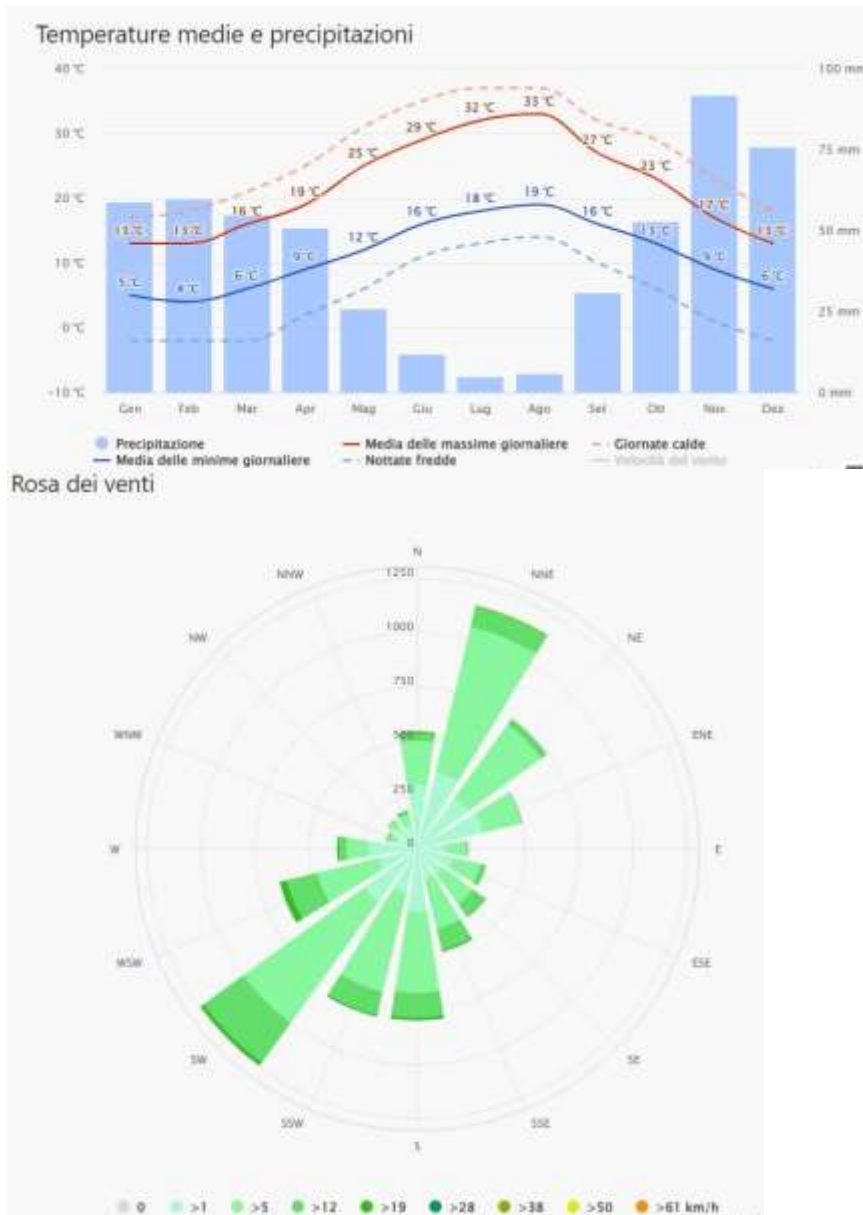 Temperature medie e precipitazioni
40 °C 100 mm
33 °C
32 °C
30 °C 29 °C
27 °C 75 mm
25 °C
23 °C
20 °C 19 °C 19 °C
18 °C
16 °C 16 °C 16 °C 17 °C
13 °C 13 °C 12 °C 13 °C 13 °C 50 mm
10 °C 9 °C 9 °C
5 °C 4 °C 6 °C 6 °C
0 °C 25 mm
-10 °C 0 mm
Gen Feb Mar Apr Mag Giu Lug Ago Set Ott Nov Dez
Precipitazione Media delle massime giornaliere Giornate calde
Media delle minime giornaliere Nottate fredde Velocità del vento
Rosa dei venti
N
NNW 1250 NNE
NW 1000 NE
750
WNW 500 ENE
250
W 0 E
WSW ESE
SW SE
SSW SSE
S
0 >1 >5 >12 >19 >28 >38 >50 >61 km/h